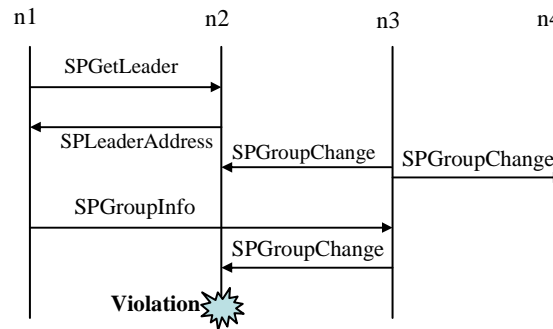 n1 n2 n3 n4
SPGetLeader
SPLeaderAddress
SPGroupChange
SPGroupChange
SPGroupInfo
SPGroupChange
Violation